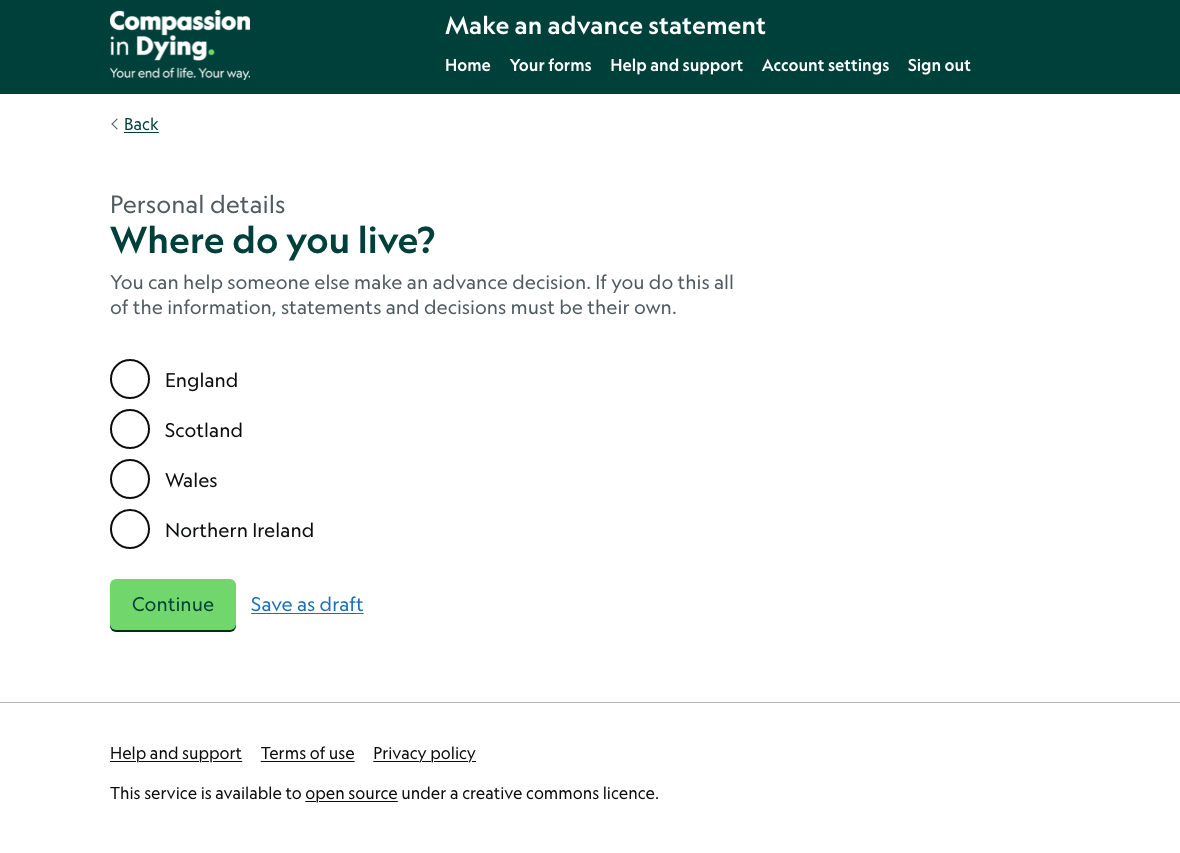 Compassion
in Dying.
Your end of life. Your way.
Make an advance statement
Home Your forms Help and support Account settings Sign out
Back
Personal details
Where do you live?
You can help someone else make an advance decision. If you do this all
of the information, statements and decisions must be their own.
England
Scotland
Wales
Northern Ireland
Continue Save as draft
Help and support Terms of use Privacy policy
This service is available to open source under a creative commons licence.